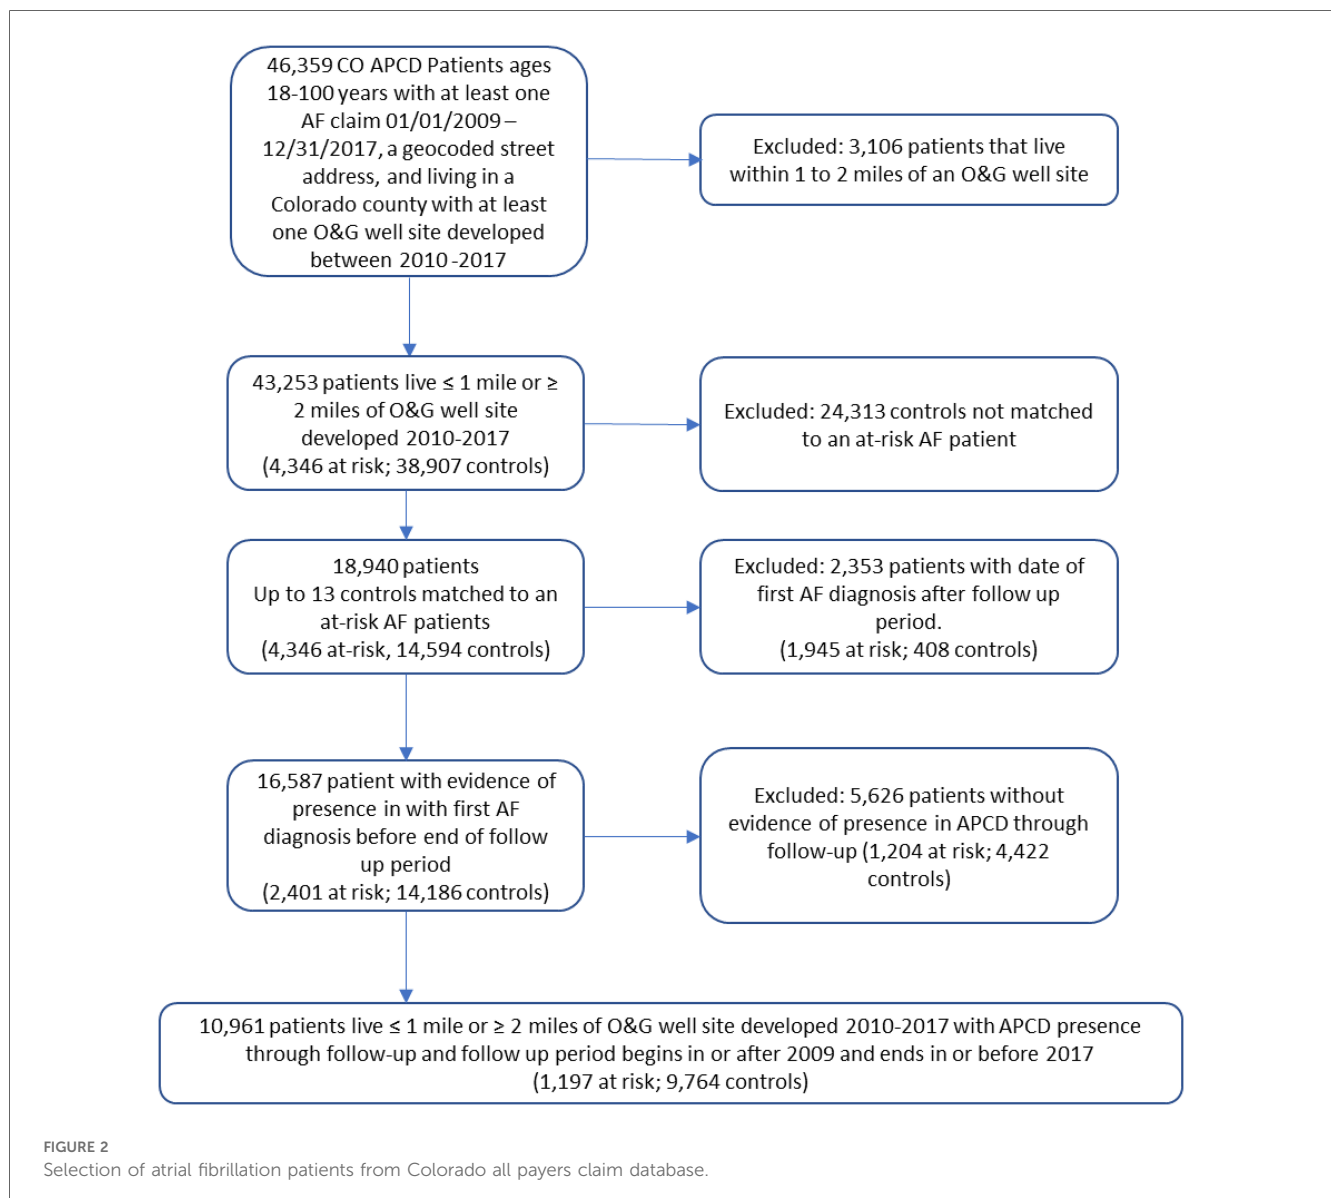 46,359 CO APCD Patients ages
18-100 years with at least one
AF claim 01/01/2009 –
12/31/2017, a geocoded street
address, and living in a
Colorado county with at least
one O&G well site developed
between 2010 -2017
Excluded: 3,106 patients that live
within 1 to 2 miles of an O&G well site
43,253 patients live ≤ 1 mile or ≥
2 miles of O&G well site
developed 2010-2017
(4,346 at risk; 38,907 controls)
Excluded: 24,313 controls not matched
to an at-risk AF patient
18,940 patients
Up to 13 controls matched to an
at-risk AF patients
(4,346 at-risk, 14,594 controls)
Excluded: 2,353 patients with date of
first AF diagnosis after follow up
period.
(1,945 at risk; 408 controls)
16,587 patient with evidence of
presence in with first AF
diagnosis before end of follow
up period
(2,401 at risk; 14,186 controls)
Excluded: 5,626 patients without
evidence of presence in APCD through
follow-up (1,204 at risk; 4,422
controls)
10,961 patients live ≤ 1 mile or ≥ 2 miles of O&G well site developed 2010-2017 with APCD presence
through follow-up and follow up period begins in or after 2009 and ends in or before 2017
(1,197 at risk; 9,764 controls)
FIGURE 2
Selection of atrial fibrillation patients from Colorado all payers claim database.